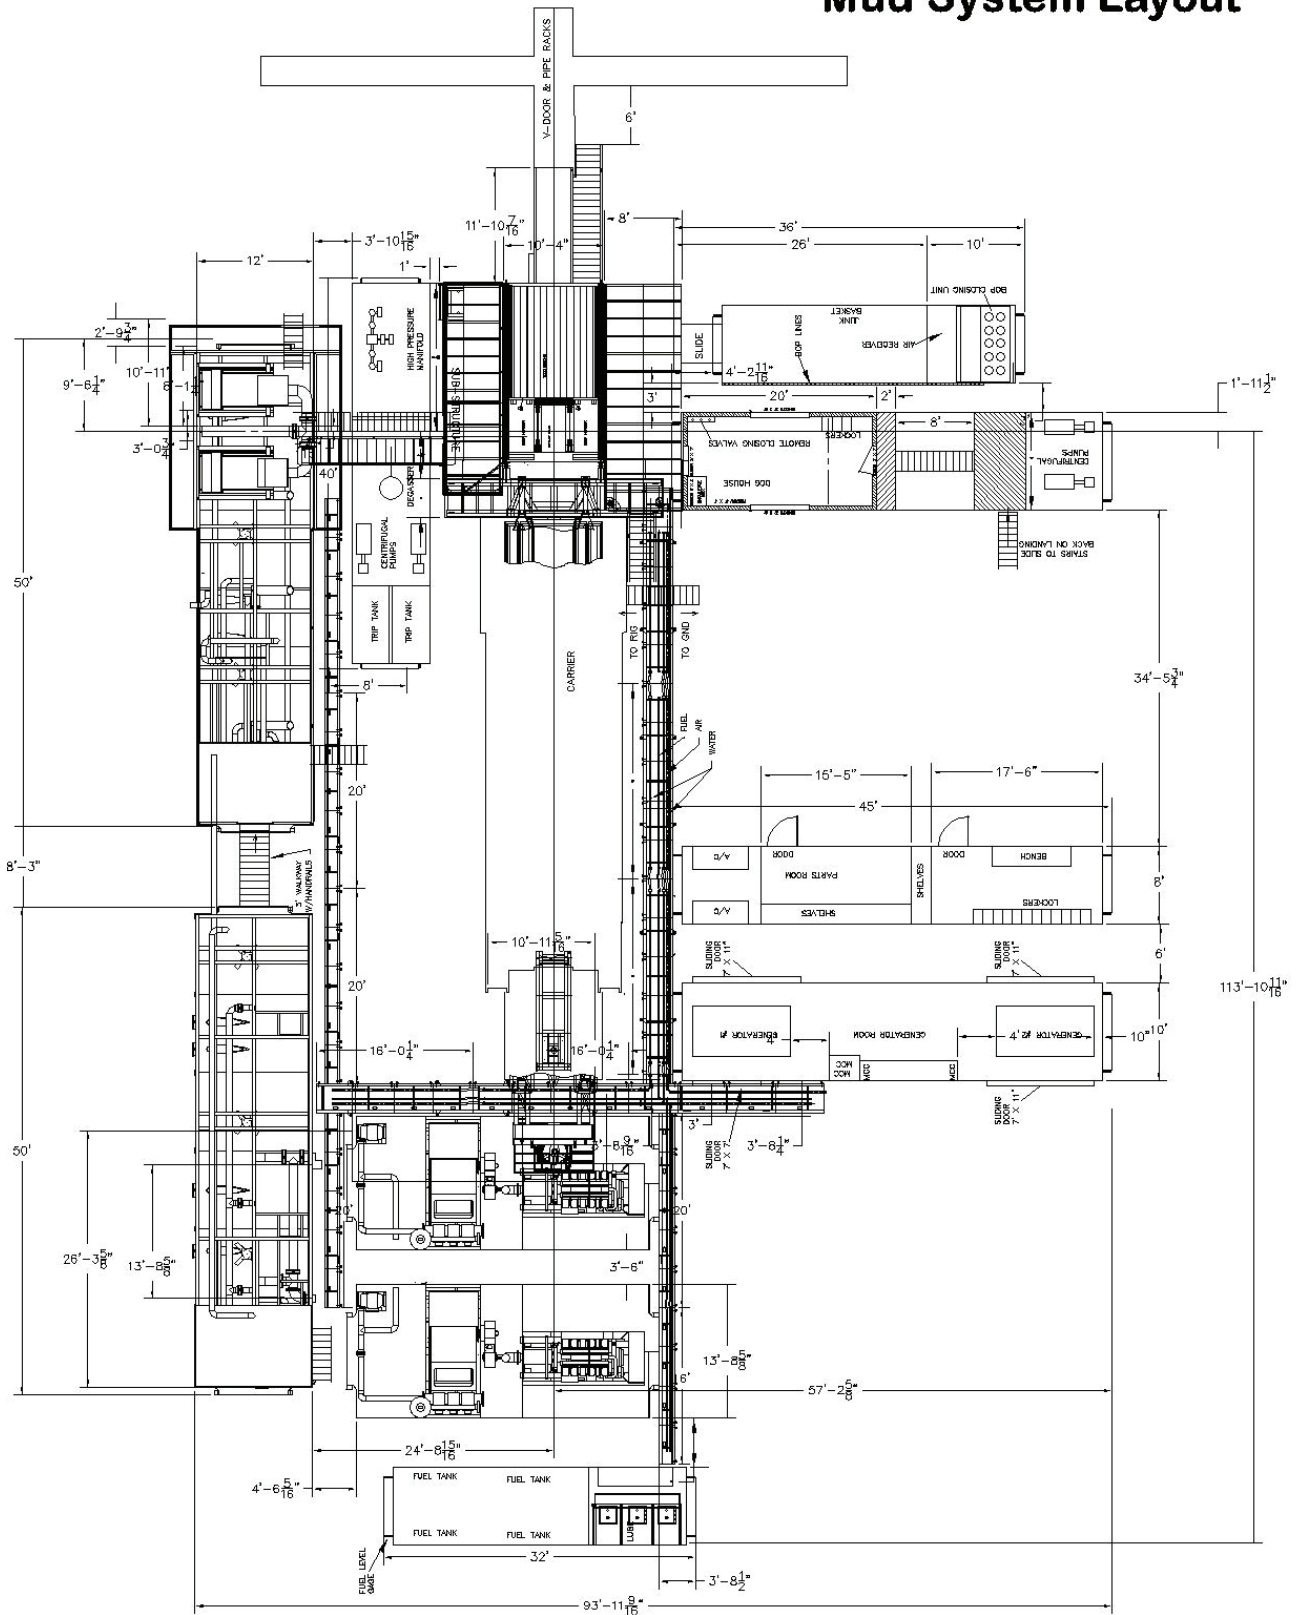 Mud System Layout
V-DOOR & PIPE RACKS
6'
11'-10 7/16"
8'
10'-4"
36'
26'
10'
3'-10 15/16"
12'
1'
2'-9 3/4"
10'-11"
9'-6 1/4"
3'-0 3/4"
40'
HIGH PRESSURE
MANIFOLD
SUB-STRUCTURE
SLIDE
BOP LINES
JUNK
BASKET
AIR RECEIVER
BOP CLOSING UNIT
4'-2 11/16"
3'
20'
2'
8'
1'-11 1/2"
REMOTE CLOSING VALVES
LOCKERS
DOG HOUSE
CENTRIFUGAL
PUMPS
STAIRS TO SLIDE
BACK ON LANDING
DEGASSER
CENTRIFUGAL
PUMPS
TRIP TANK
TRIP TANK
8'
50'
CARRIER
TO RIG
TO GND
34'-5 3/4"
FUEL
AIR
WATER
20'
15'-5"
17'-6"
45'
8'-3"
3' WALKWAY
W/HANDRAILS
A/C
DOOR
PARTS ROOM
SHELVES
DOOR
BENCH
8'
A/C
SHELVES
LOCKERS
10'-11 5/16"
SLIDING
DOOR
7' X 11"
SLIDING
DOOR
7' X 11"
6'
20'
113'-10 11/16"
GENERATOR #1
4'
GENERATOR ROOM
4'
GENERATOR #2
10"
10'
16'-0 1/4"
16'-0 1/4"
MCC
MCC
MCC
SLIDING
DOOR
7' X 11"
3'
3'-8 9/16"
SLIDING
DOOR
7' X 7'
3'-8 1/4"
50'
20'
20'
26'-3 5/8"
13'-8 5/8"
3'-6"
13'-8 5/8"
6'
57'-2 5/8"
24'-8 15/16"
4'-6 5/16"
FUEL TANK
FUEL TANK
FUEL TANK
FUEL TANK
LUBE
FUEL LEVEL
GAGE
32'
3'-8 1/2"
93'-11 9/16"